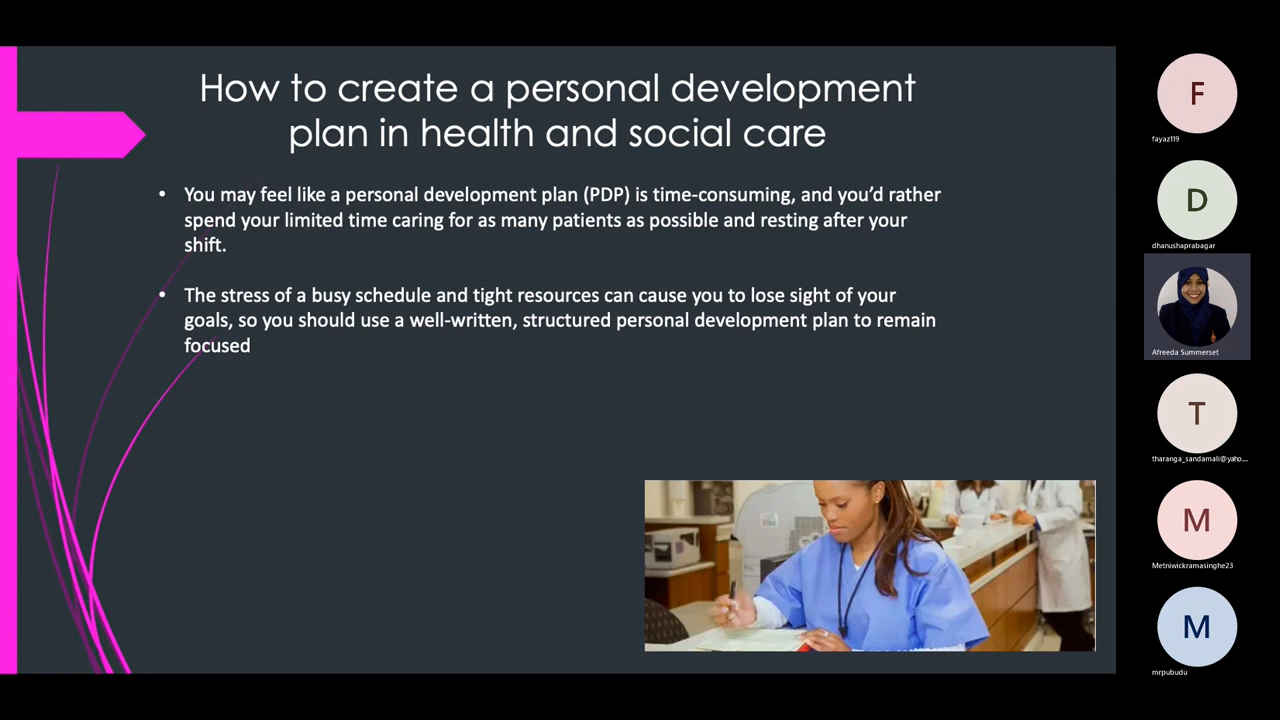 How to create a personal development
plan in health and social care
• You may feel like a personal development plan (PDP) is time-consuming, and you’d rather
spend your limited time caring for as many patients as possible and resting after your
shift.
• The stress of a busy schedule and tight resources can cause you to lose sight of your
goals, so you should use a well-written, structured personal development plan to remain
focused
F
fayaz119
D
dhanushaprabagar
Afreeda Summerset
T
tharanga_sandamali@yaho...
M
Metniwickramasinghe23
M
mrpubudu